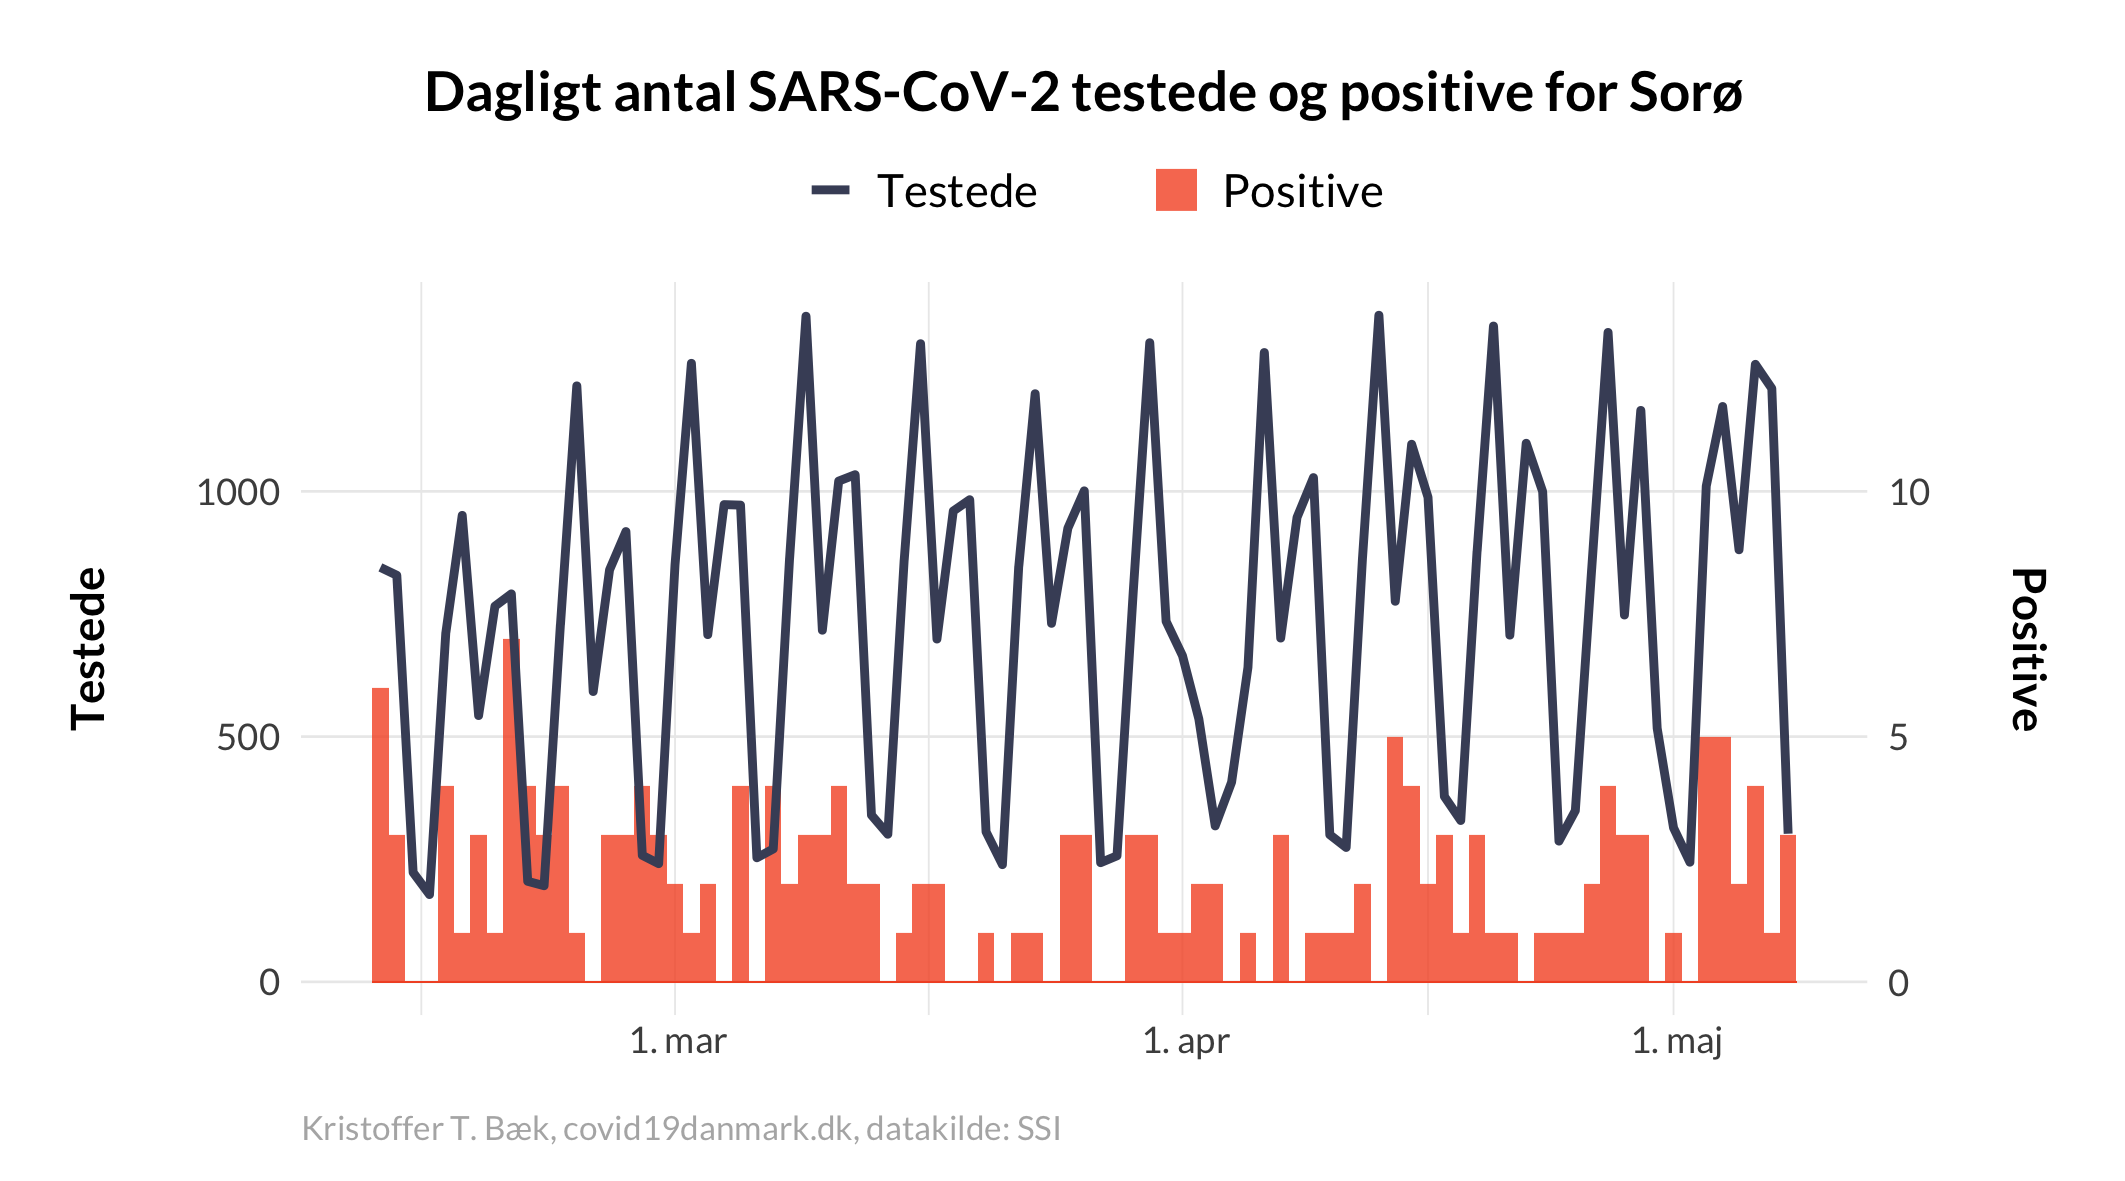 Dagligt antal SARS-CoV-2 testede og positive for Sorø
Testede
Positive
1000
500
0
10
5
0
Testede
Positive
1. mar
1. apr
1. maj
Kristoffer T. Bæk, covid19danmark.dk, datakilde: SSI